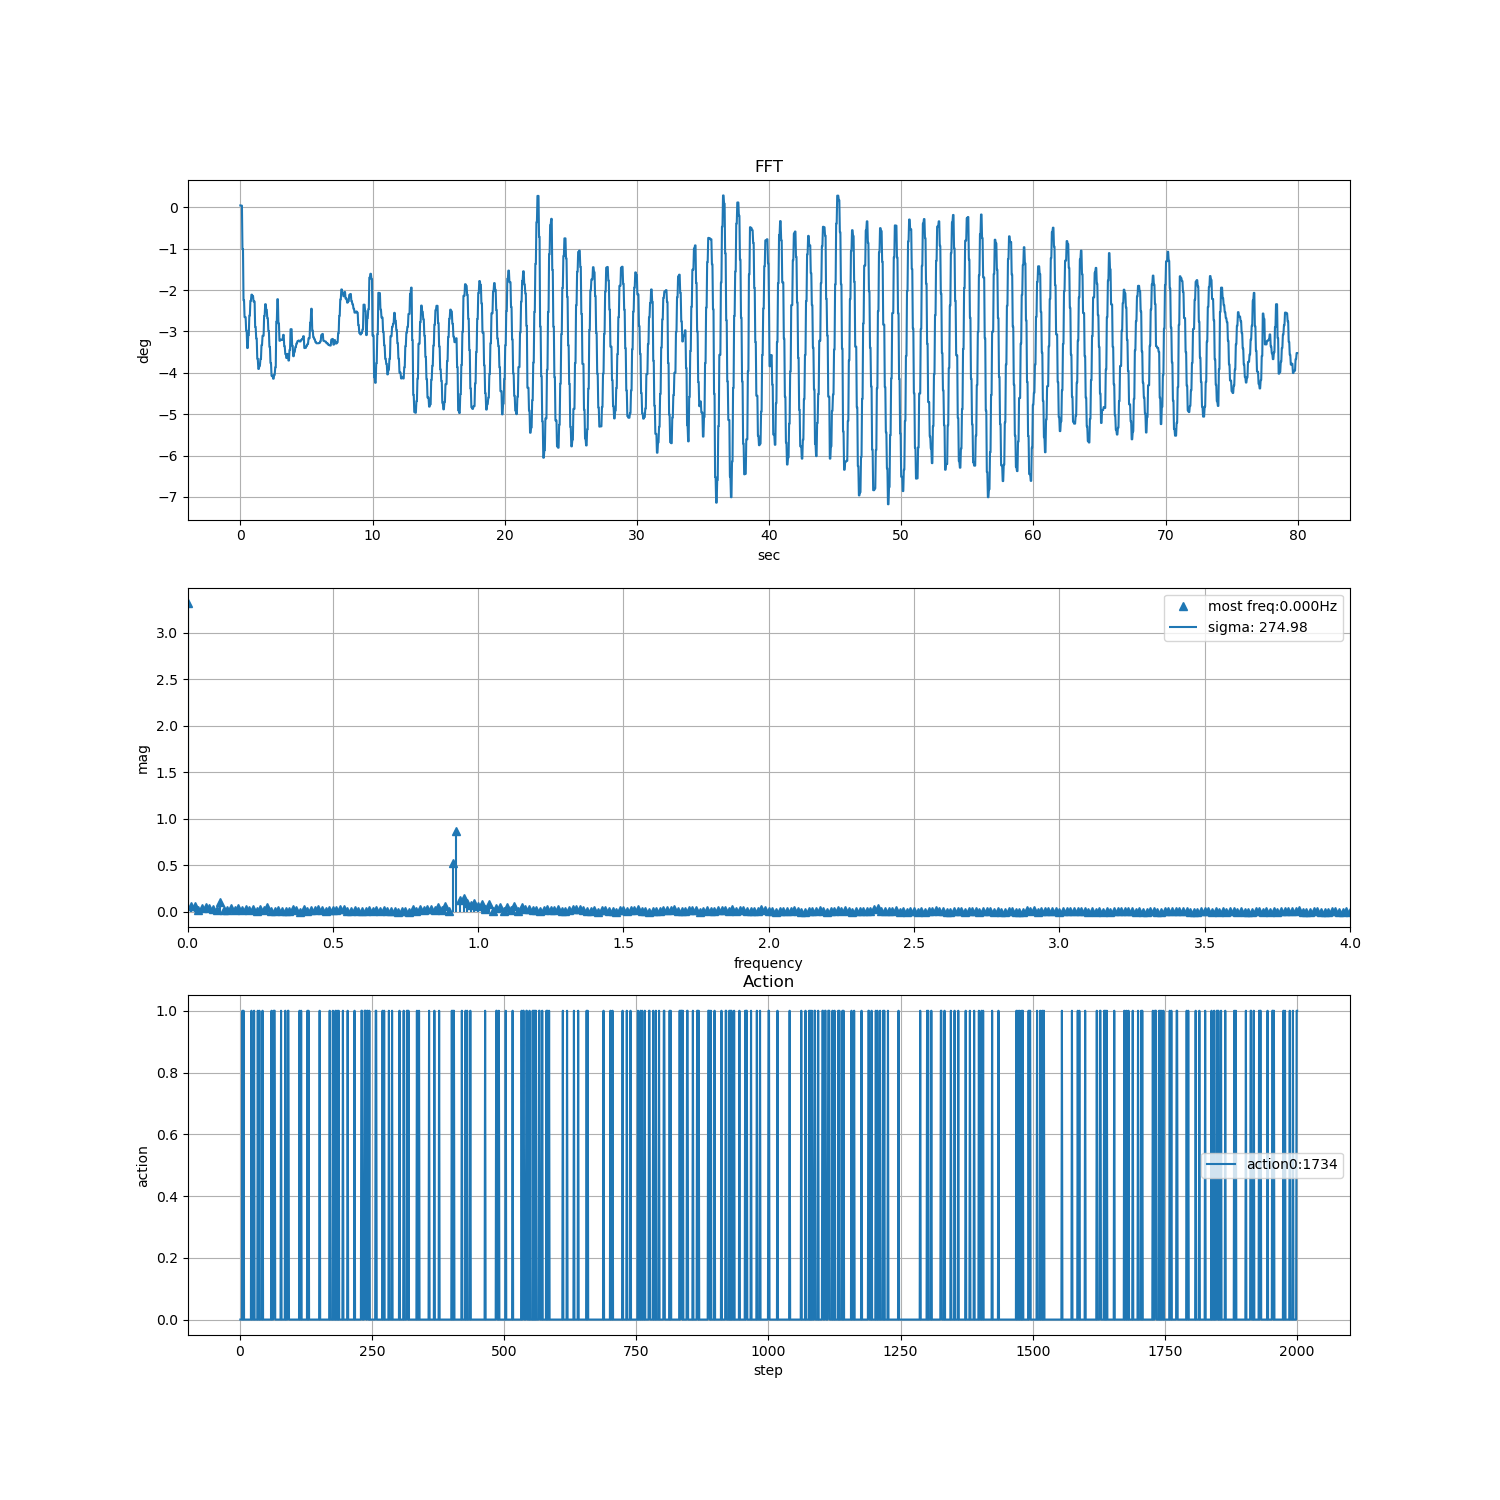 FFT
0
−1
−2
−3
−4
−5
−6
−7
deg
0 10 20 30 40 50 60 70 80
sec
most freq:0.000Hz
sigma: 274.98
3.0
2.5
2.0
1.5
1.0
0.5
0.0
mag
0.0 0.5 1.0 1.5 2.0 2.5 3.0 3.5 4.0
frequency
Action
1.0
0.8
0.6
0.4
0.2
0.0
action
action0:1734
0 250 500 750 1000 1250 1500 1750 2000
step